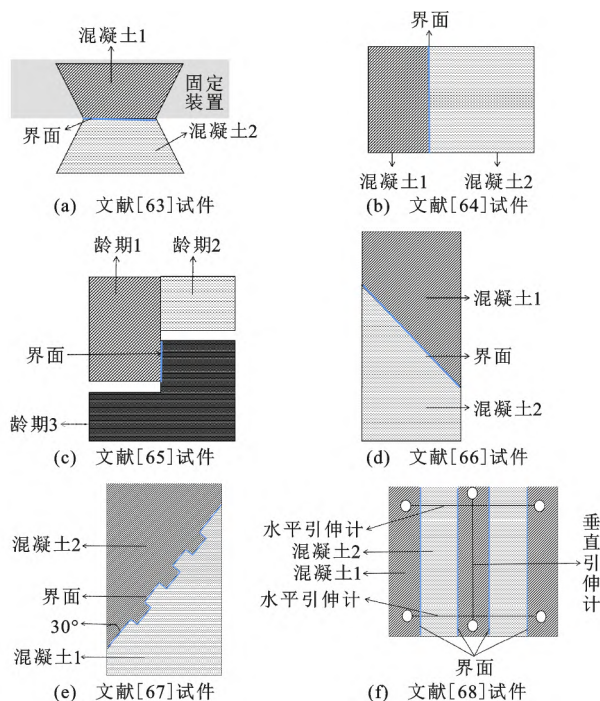 混凝土1
固定
装置
界面
混凝土2
(a) 文献[63]试件
界面
混凝土1
混凝土2
(b) 文献[64]试件
龄期1
龄期2
界面
龄期3
(c) 文献[65]试件
混凝土1
界面
混凝土2
(d) 文献[66]试件
混凝土2
界面
30°
混凝土1
(e) 文献[67]试件
水平引伸计
混凝土2
混凝土1
水平引伸计
垂直引伸计
界面
(f) 文献[68]试件